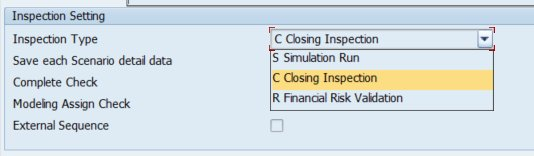 Inspection Setting
Inspection Type
C Closing Inspection
Save each Scenario detail data
S Simulation Run
Complete Check
C Closing Inspection
Modeling Assign Check
R Financial Risk Validation
External Sequence